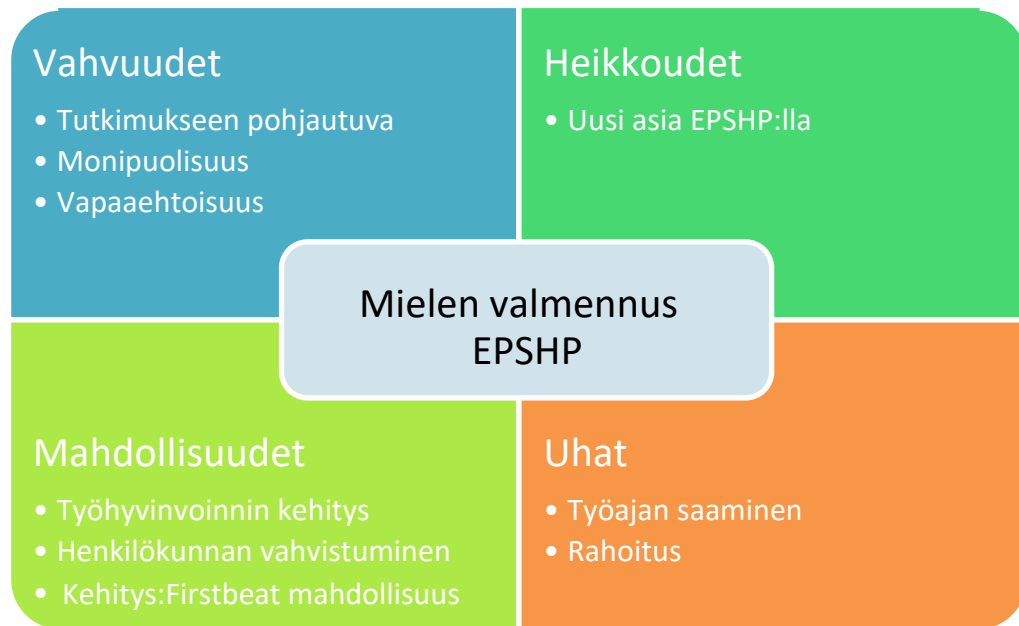 Vahvuudet
• Tutkimukseen pohjautuva
• Monipuolisuus
• Vapaaehtoisuus
Heikkoudet
• Uusi asia EPSHP:lla
Mielen valmennus
EPSHP
Mahdollisuudet
• Työhyvinvoinnin kehitys
• Henkilökunnan vahvistuminen
• Kehitys:Firstbeat mahdollisuus
Uhat
• Työajan saaminen
• Rahoitus